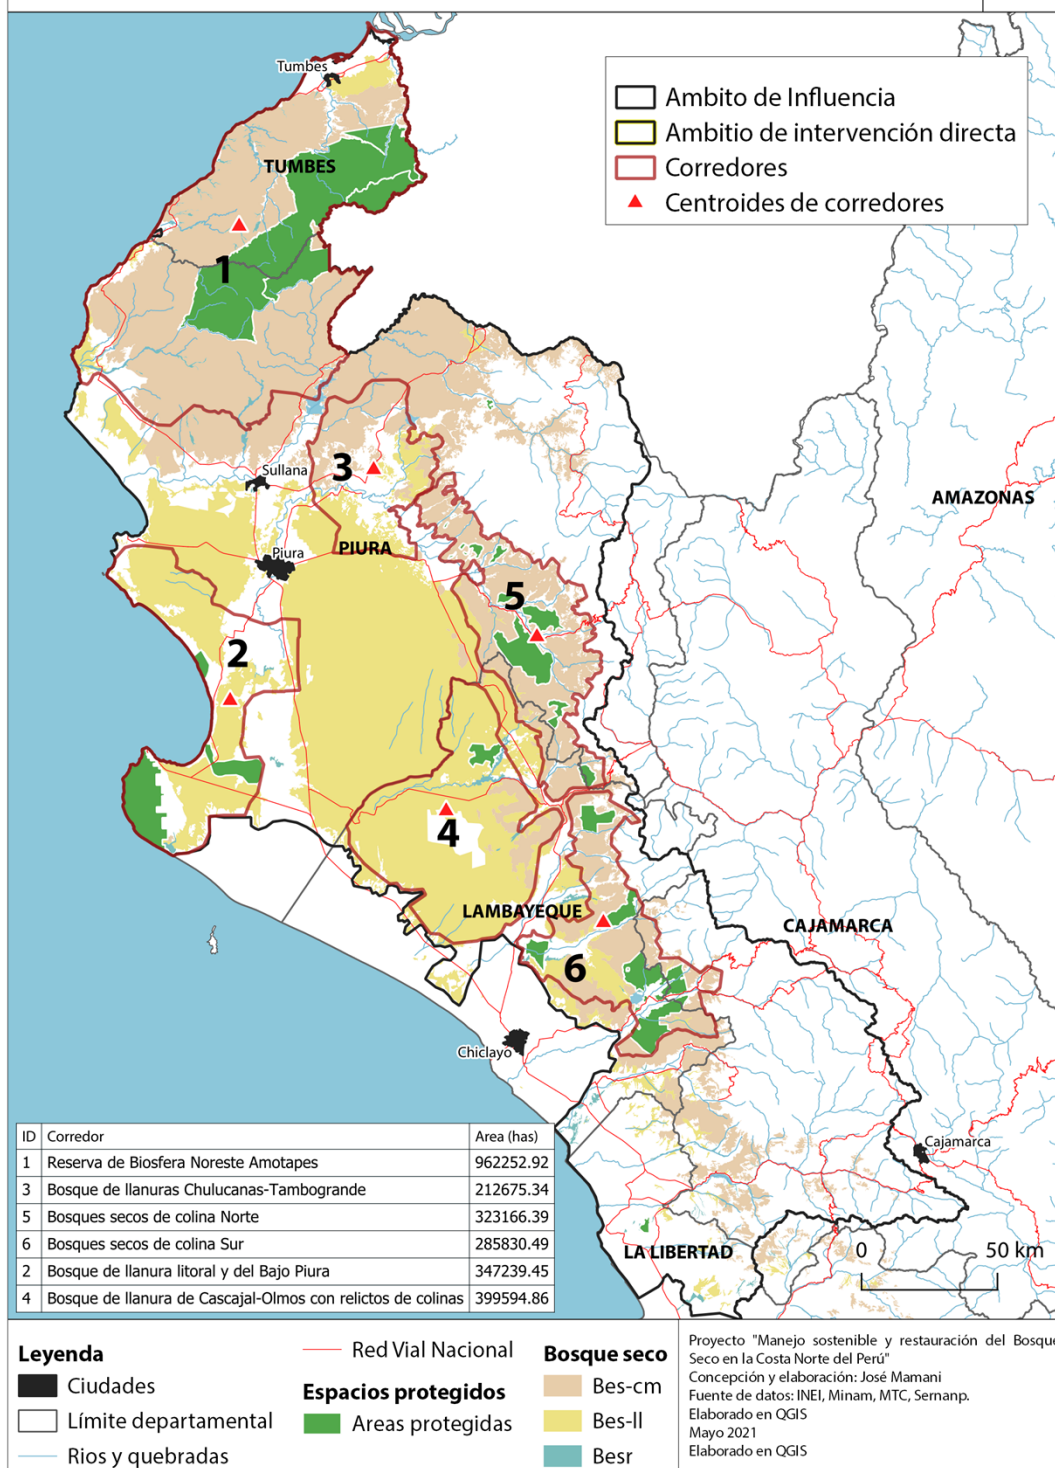 Tumbes
Ambito de Influencia
Ambitio de intervención directa
Corredores
Centroides de corredores
TUMBES
1
3
Sullana
AMAZONAS
Piura
PIURA
5
2
4
LAMBAYEQUE
CAJAMARCA
6
Chiclayo
Cajamarca
LA LIBERTAD
0 50 km
ID Corredor Area (has)
1 Reserva de Biosfera Noreste Amotapes 962252.92
3 Bosque de llanuras Chulucanas-Tambogrande 212675.34
5 Bosques secos de colina Norte 323166.39
6 Bosques secos de colina Sur 285830.49
2 Bosque de llanura litoral y del Bajo Piura 347239.45
4 Bosque de llanura de Cascajal-Olmos con relictos de colinas 399594.86
Leyenda
Ciudades
Límite departamental
Rios y quebradas
Red Vial Nacional
Espacios protegidos
Areas protegidas
Bosque seco
Bes-cm
Bes-ll
Besr
Proyecto "Manejo sostenible y restauración del Bosque
Seco en la Costa Norte del Perú"
Concepción y elaboración: José Mamani
Fuente de datos: INEI, Minam, MTC, Sernanp.
Elaborado en QGIS
Mayo 2021
Elaborado en QGIS